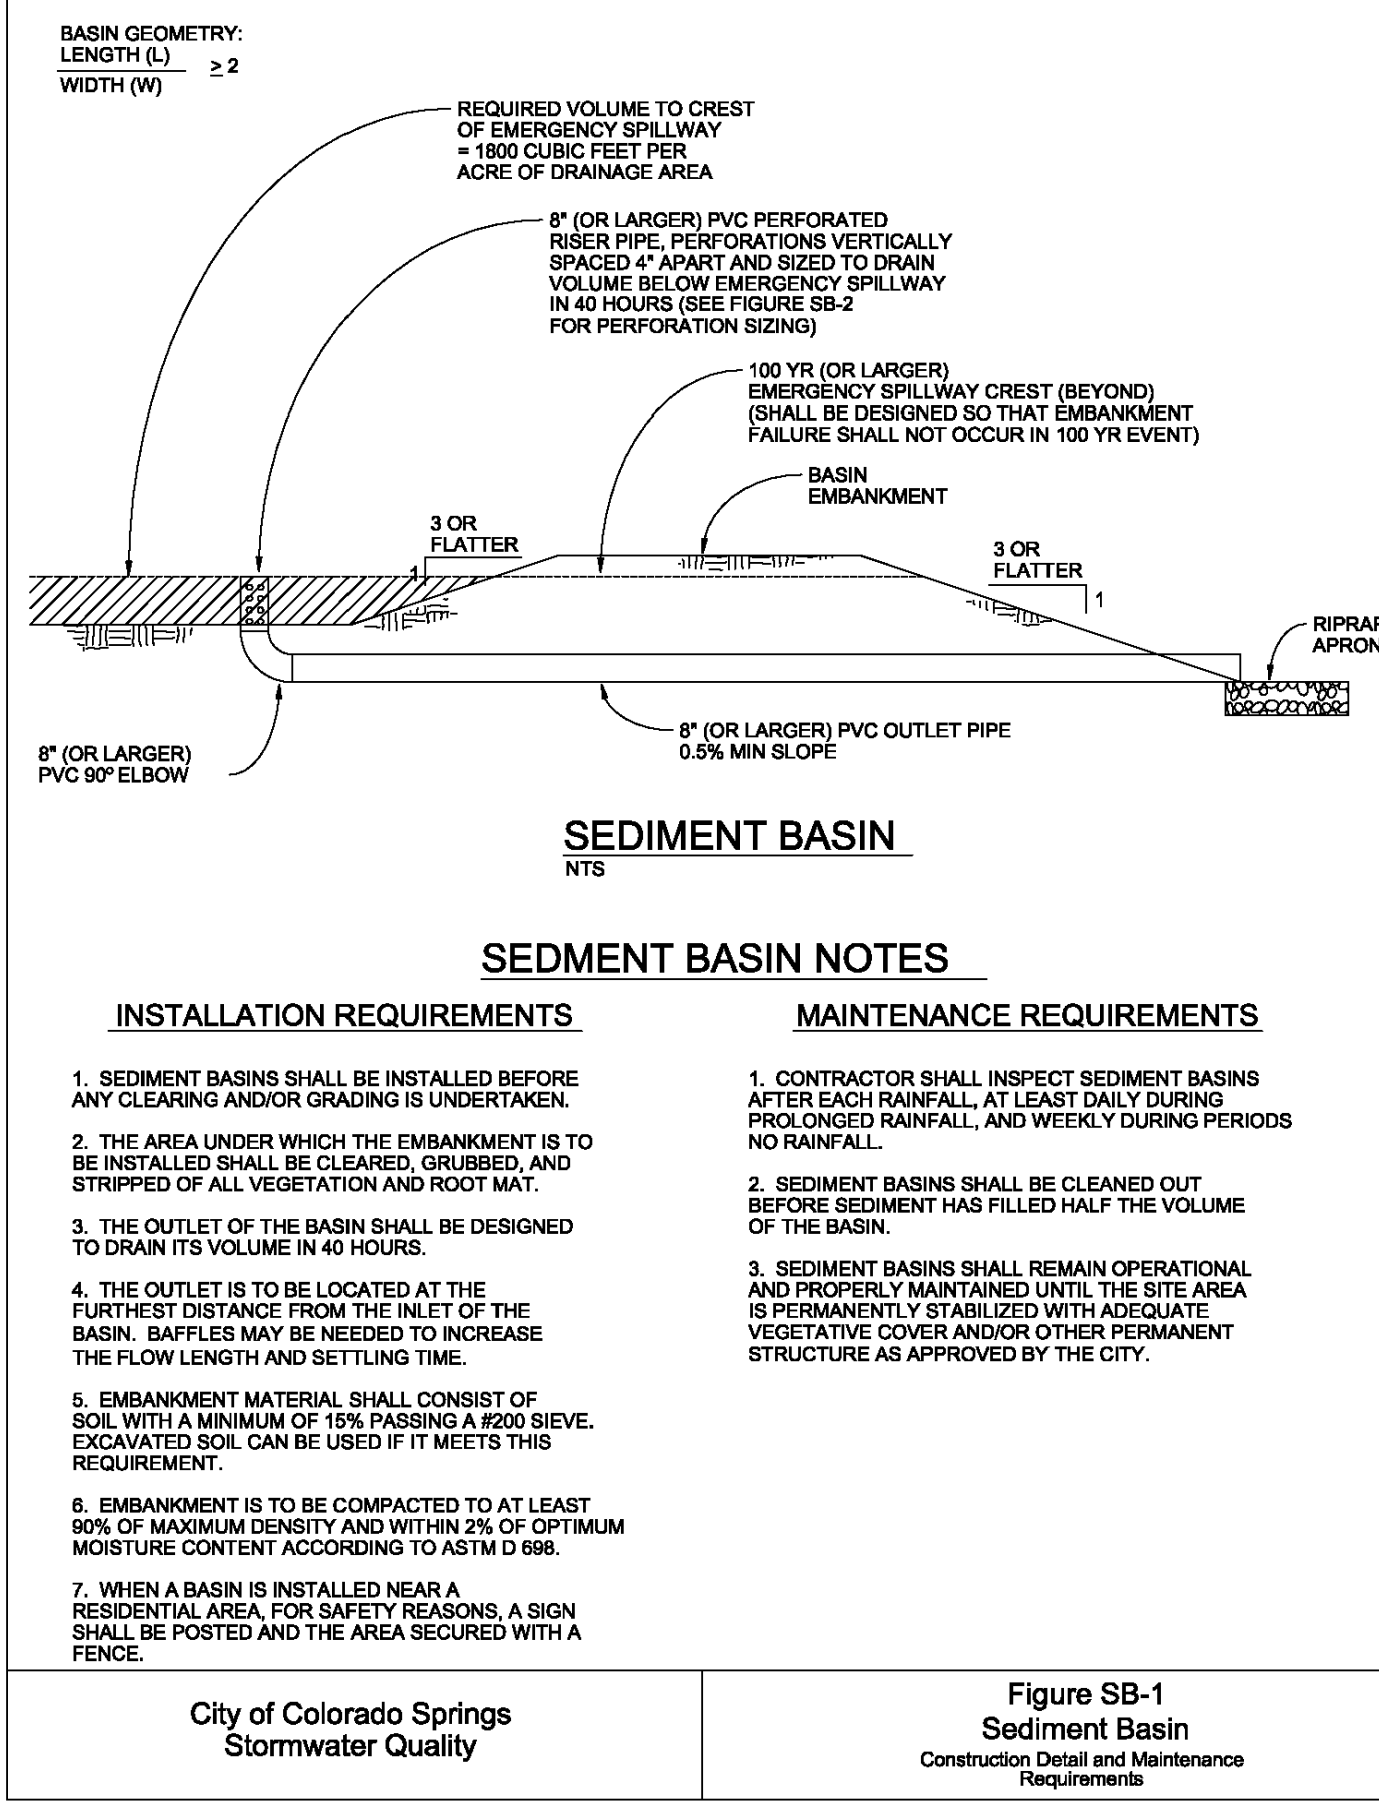 BASIN GEOMETRY:
LENGTH (L)
WIDTH (W)
≥ 2
REQUIRED VOLUME TO CREST
OF EMERGENCY SPILLWAY
= 1800 CUBIC FEET PER
ACRE OF DRAINAGE AREA
8" (OR LARGER) PVC PERFORATED
RISER PIPE, PERFORATIONS VERTICALLY
SPACED 4" APART AND SIZED TO DRAIN
VOLUME BELOW EMERGENCY SPILLWAY
IN 40 HOURS (SEE FIGURE SB-2
FOR PERFORATION SIZING)
100 YR (OR LARGER)
EMERGENCY SPILLWAY CREST (BEYOND)
(SHALL BE DESIGNED SO THAT EMBANKMENT
FAILURE SHALL NOT OCCUR IN 100 YR EVENT)
BASIN
EMBANKMENT
3 OR
FLATTER
1
3 OR
FLATTER
1
RIPRAP
APRON
8" (OR LARGER) PVC OUTLET PIPE
0.5% MIN SLOPE
8" (OR LARGER)
PVC 90º ELBOW
SEDIMENT BASIN
NTS
SEDMENT BASIN NOTES
INSTALLATION REQUIREMENTS
1. SEDIMENT BASINS SHALL BE INSTALLED BEFORE
ANY CLEARING AND/OR GRADING IS UNDERTAKEN.
2. THE AREA UNDER WHICH THE EMBANKMENT IS TO
BE INSTALLED SHALL BE CLEARED, GRUBBED, AND
STRIPPED OF ALL VEGETATION AND ROOT MAT.
3. THE OUTLET OF THE BASIN SHALL BE DESIGNED
TO DRAIN ITS VOLUME IN 40 HOURS.
4. THE OUTLET IS TO BE LOCATED AT THE
FURTHEST DISTANCE FROM THE INLET OF THE
BASIN. BAFFLES MAY BE NEEDED TO INCREASE
THE FLOW LENGTH AND SETTLING TIME.
5. EMBANKMENT MATERIAL SHALL CONSIST OF
SOIL WITH A MINIMUM OF 15% PASSING A #200 SIEVE.
EXCAVATED SOIL CAN BE USED IF IT MEETS THIS
REQUIREMENT.
6. EMBANKMENT IS TO BE COMPACTED TO AT LEAST
90% OF MAXIMUM DENSITY AND WITHIN 2% OF OPTIMUM
MOISTURE CONTENT ACCORDING TO ASTM D 698.
7. WHEN A BASIN IS INSTALLED NEAR A
RESIDENTIAL AREA, FOR SAFETY REASONS, A SIGN
SHALL BE POSTED AND THE AREA SECURED WITH A
FENCE.
MAINTENANCE REQUIREMENTS
1. CONTRACTOR SHALL INSPECT SEDIMENT BASINS
AFTER EACH RAINFALL, AT LEAST DAILY DURING
PROLONGED RAINFALL, AND WEEKLY DURING PERIODS
NO RAINFALL.
2. SEDIMENT BASINS SHALL BE CLEANED OUT
BEFORE SEDIMENT HAS FILLED HALF THE VOLUME
OF THE BASIN.
3. SEDIMENT BASINS SHALL REMAIN OPERATIONAL
AND PROPERLY MAINTAINED UNTIL THE SITE AREA
IS PERMANENTLY STABILIZED WITH ADEQUATE
VEGETATIVE COVER AND/OR OTHER PERMANENT
STRUCTURE AS APPROVED BY THE CITY.
City of Colorado Springs
Stormwater Quality
Figure SB-1
Sediment Basin
Construction Detail and Maintenance
Requirements